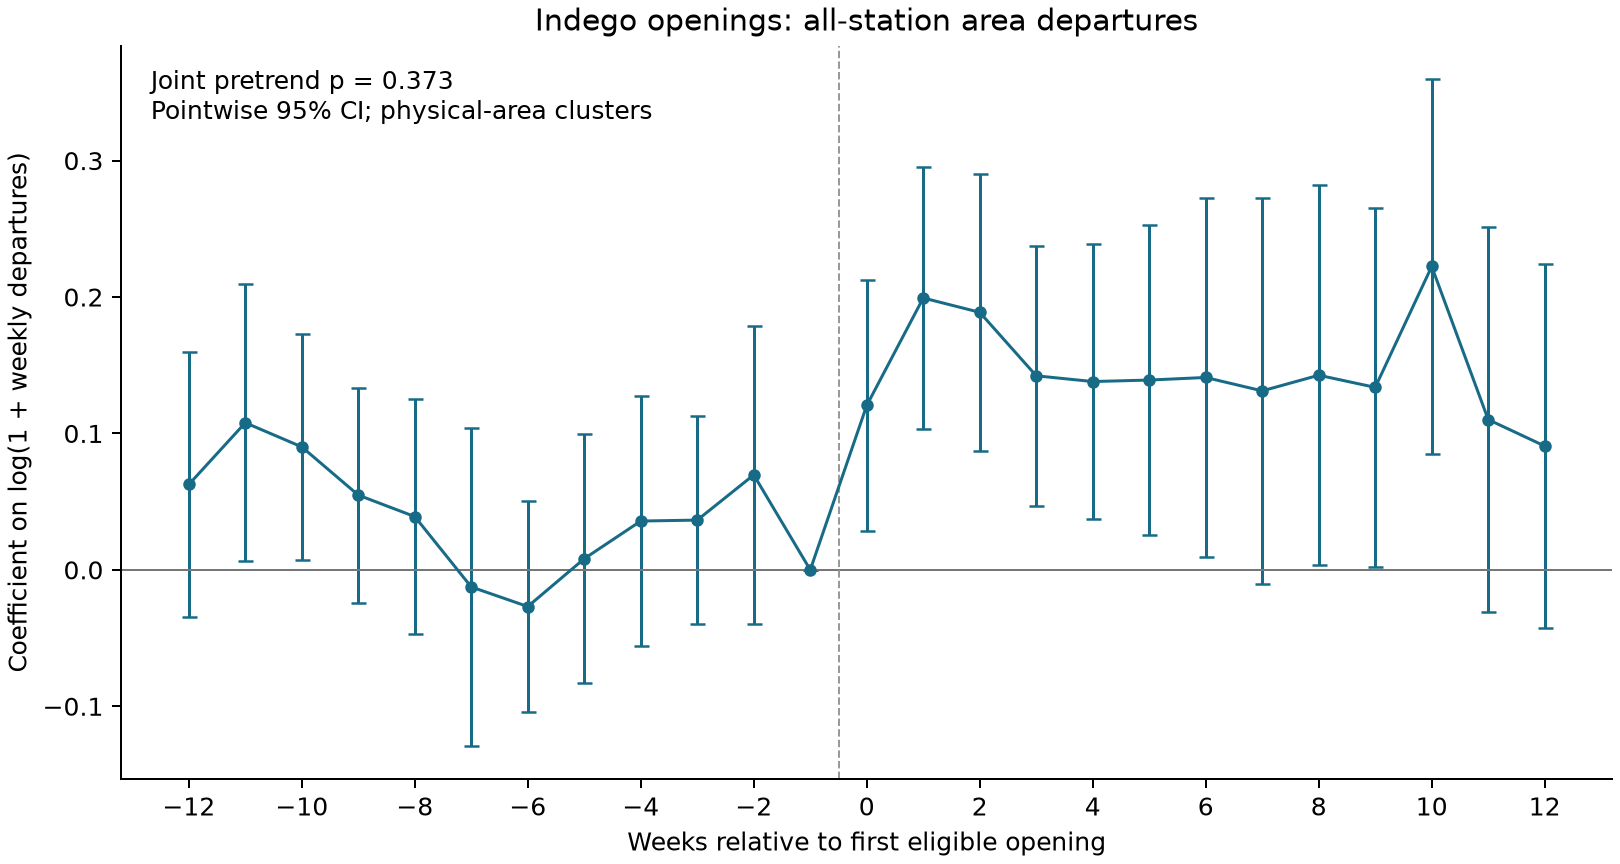 Indego openings: all-station area departures
Joint pretrend p = 0.373
Pointwise 95% CI; physical-area clusters
Coefficient on log(1 + weekly departures)
0.3
0.2
0.1
0.0
−0.1
−12 −10 −8 −6 −4 −2 0 2 4 6 8 10 12
Weeks relative to first eligible opening